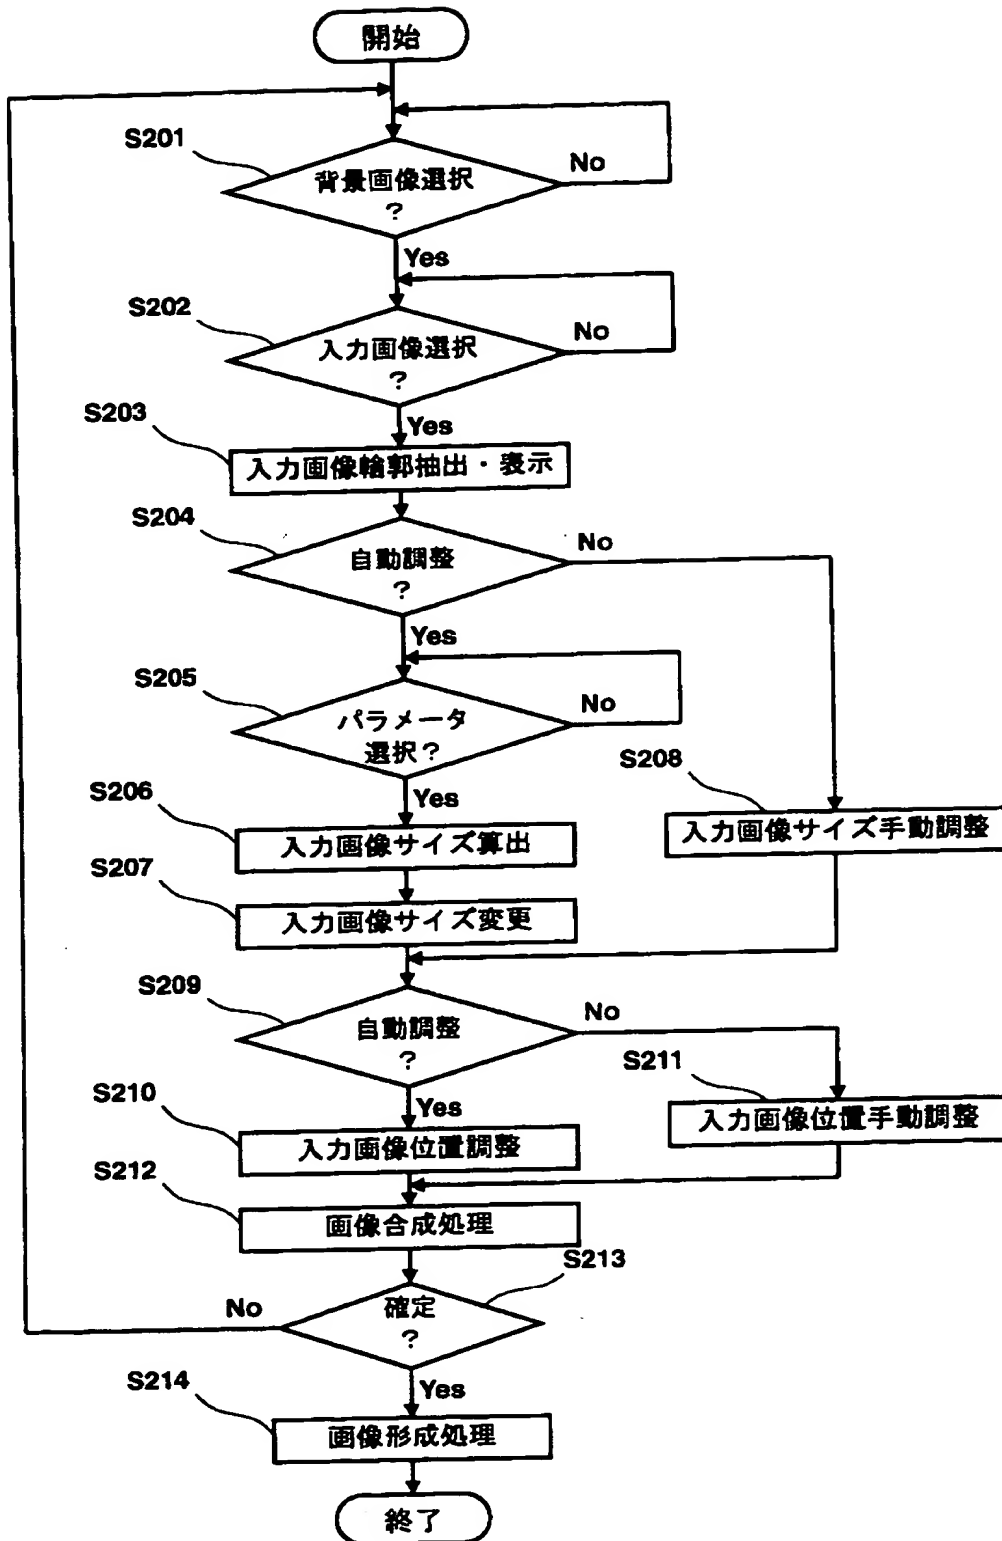 開始
S201
背景画像選択
?
No
Yes
S202
入力画像選択
?
No
Yes
S203
入力画像輪郭抽出・表示
S204
自動調整
?
No
Yes
S205
パラメータ
選択?
No
Yes
S206
入力画像サイズ算出
S208
入力画像サイズ手動調整
S207
入力画像サイズ変更
S209
自動調整
?
No
Yes
S210
入力画像位置調整
S211
入力画像位置手動調整
S212
画像合成処理
S213
確定
?
No
Yes
S214
画像形成処理
終了